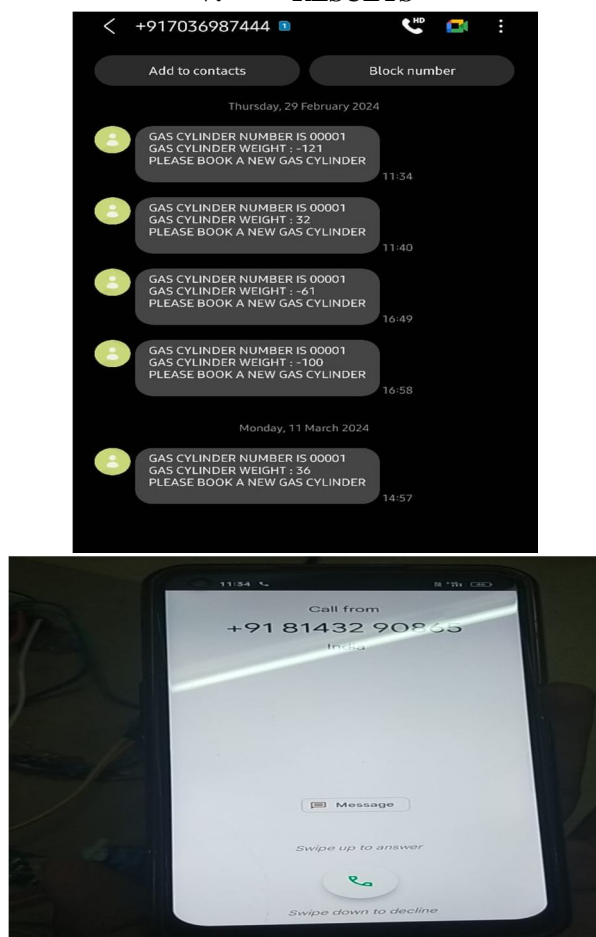 +917036987444 1
HD
Add to contacts
Block number
Thursday, 29 February 2024
GAS CYLINDER NUMBER IS 00001
GAS CYLINDER WEIGHT : -121
PLEASE BOOK A NEW GAS CYLINDER
11:34
GAS CYLINDER NUMBER IS 00001
GAS CYLINDER WEIGHT : 32
PLEASE BOOK A NEW GAS CYLINDER
11:40
GAS CYLINDER NUMBER IS 00001
GAS CYLINDER WEIGHT : -61
PLEASE BOOK A NEW GAS CYLINDER
16:49
GAS CYLINDER NUMBER IS 00001
GAS CYLINDER WEIGHT : -100
PLEASE BOOK A NEW GAS CYLINDER
16:58
Monday, 11 March 2024
GAS CYLINDER NUMBER IS 00001
GAS CYLINDER WEIGHT : 36
PLEASE BOOK A NEW GAS CYLINDER
14:57
11:34
Call from
+91 81432 90865
India
Message
Swipe up to answer
Swipe down to decline